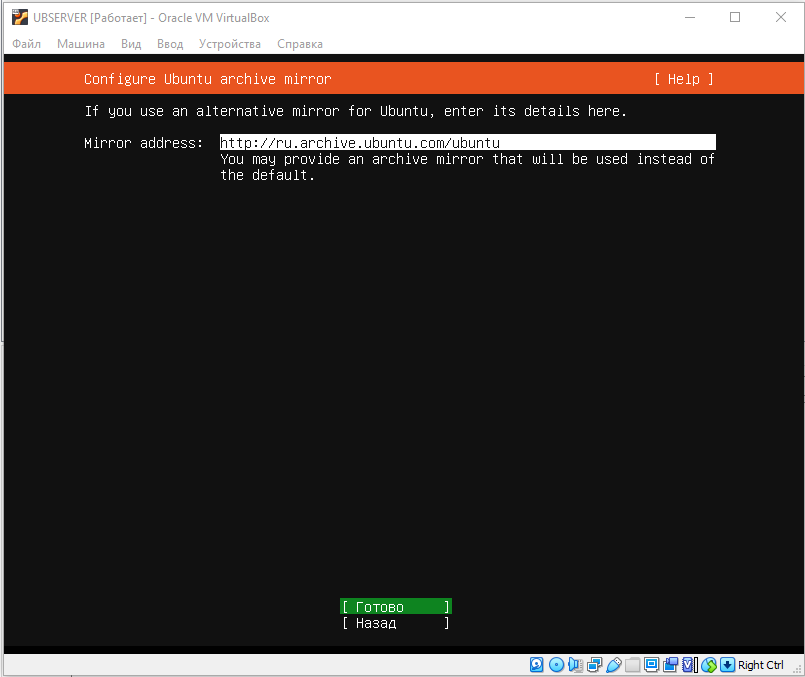 UBSERVER [Работает] - Oracle VM VirtualBox
Файл Машина Вид Ввод Устройства Справка
Configure Ubuntu archive mirror [ Help ]
If you use an alternative mirror for Ubuntu, enter its details here.
Mirror address: http://ru.archive.ubuntu.com/ubuntu
You may provide an archive mirror that will be used instead of
the default.
[ Готово ]
[ Назад ]
Right Ctrl